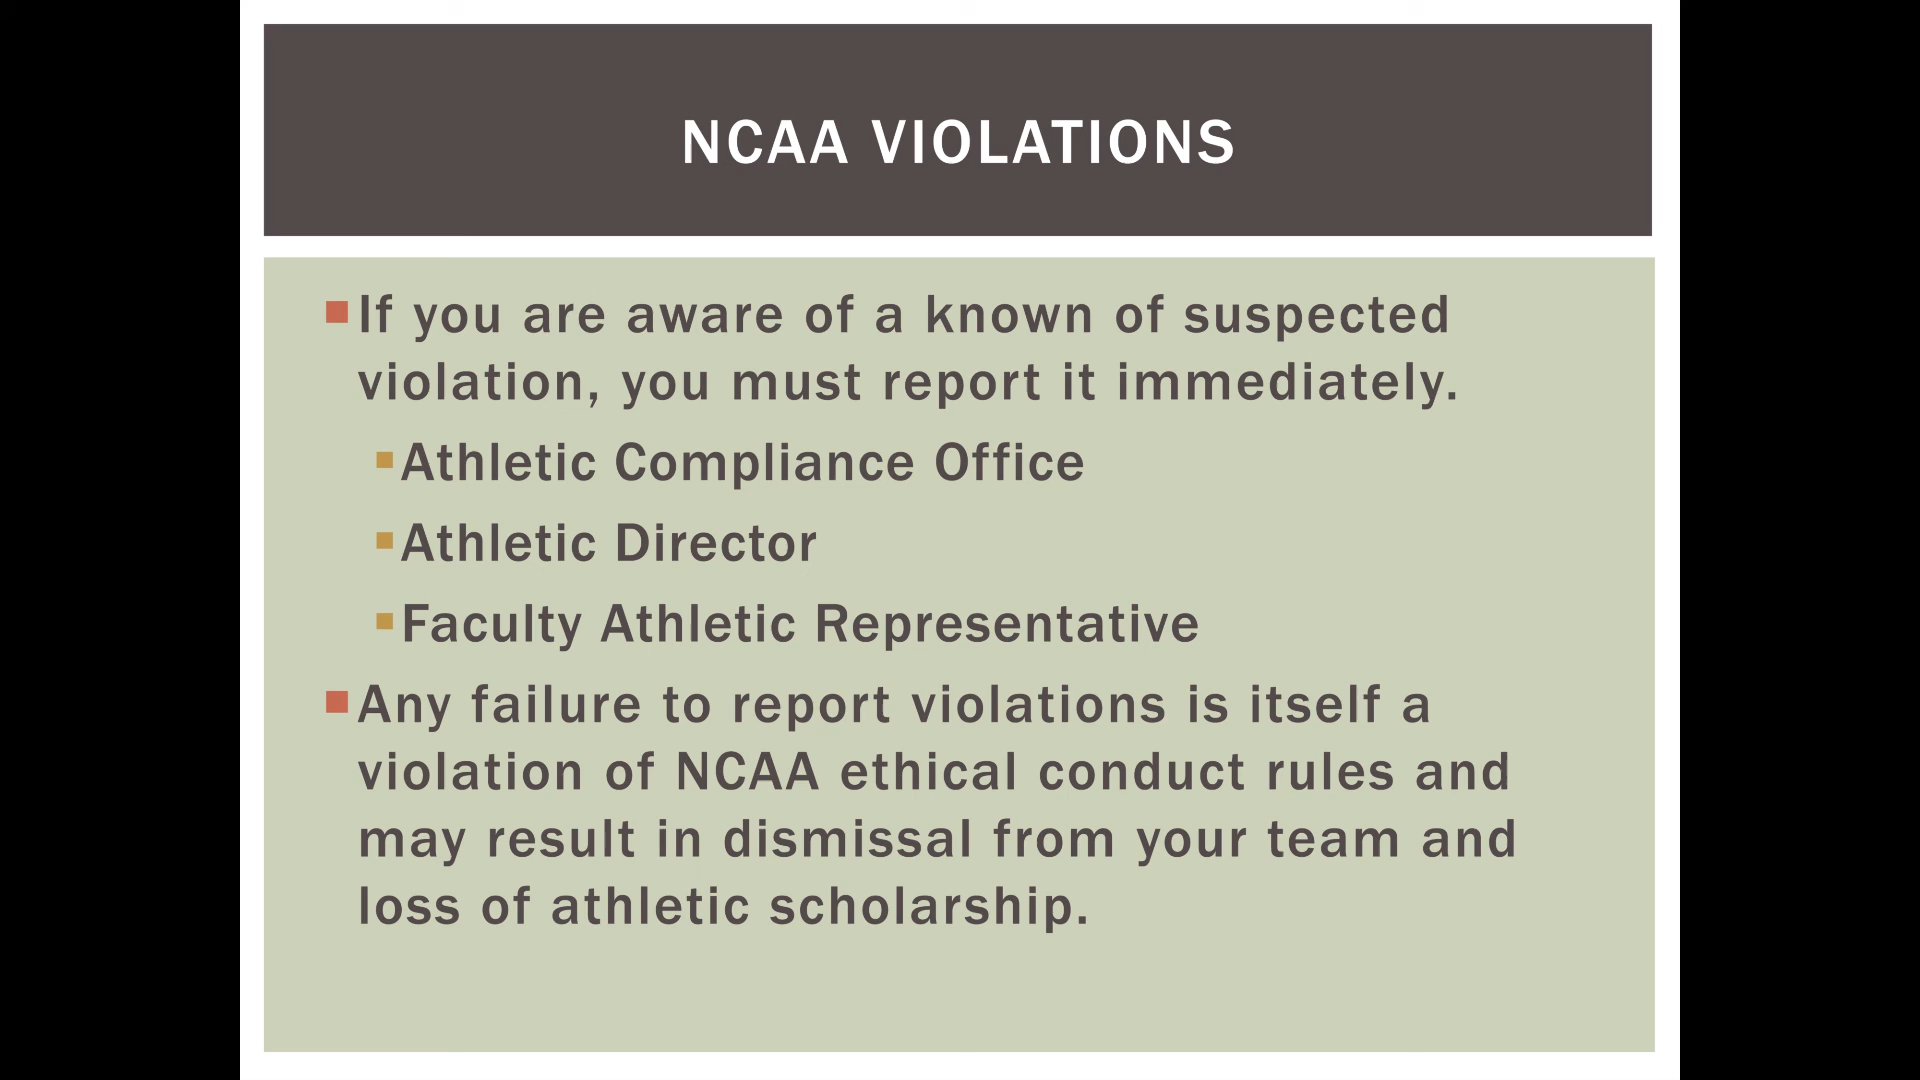 NCAA VIOLATIONS
If you are aware of a known of suspected
violation, you must report it immediately.
Athletic Compliance Office
Athletic Director
Faculty Athletic Representative
Any failure to report violations is itself a
violation of NCAA ethical conduct rules and
may result in dismissal from your team and
loss of athletic scholarship.